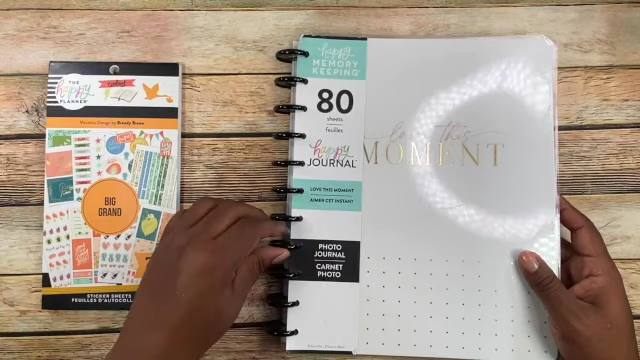 THE
happy
PLANNER
Mambino Design by Brandy Brown
BIG
GRAND
STICKER SHEETS
FEUILLES D'AUTOCOLL
happy
MEMORY
KEEPING
80
sheets
feuilles
happy
JOURNAL
LOVE THIS MOMENT
AIMER CET INSTANT
PHOTO
JOURNAL
CARNET
PHOTO
love this
MOMENT